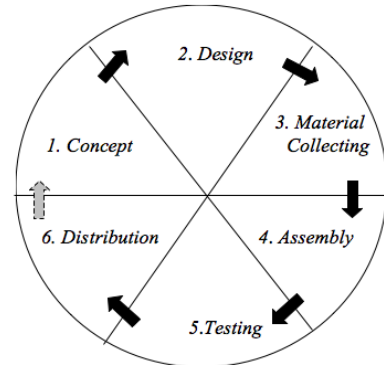 1. Concept
2. Design
3. Material
Collecting
4. Assembly
5.Testing
6. Distribution